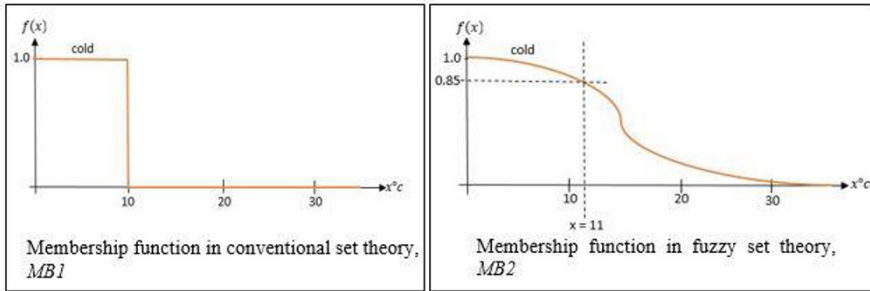 f(x)
cold
1.0
10
20
30
x°c
Membership function in conventional set theory,
MB1
f(x)
cold
1.0
0.85
10
20
30
x°c
x = 11
Membership function in fuzzy set theory,
MB2